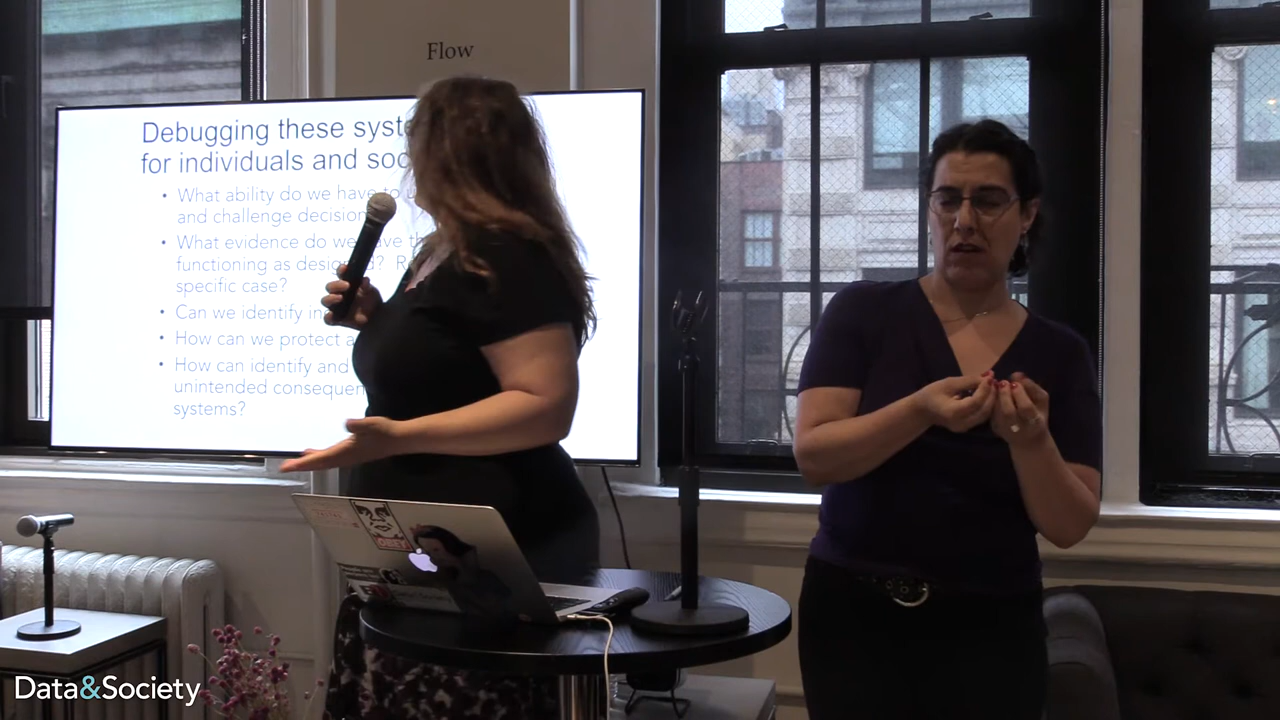 Flow
Debugging these syste
for individuals and soc
• What ability do we have to u
and challenge decision
• What evidence do we have th
functioning as designed? R
specific case?
• Can we identify in
• How can we protect a
• How can identify and
unintended consequen
systems?
Data&Society